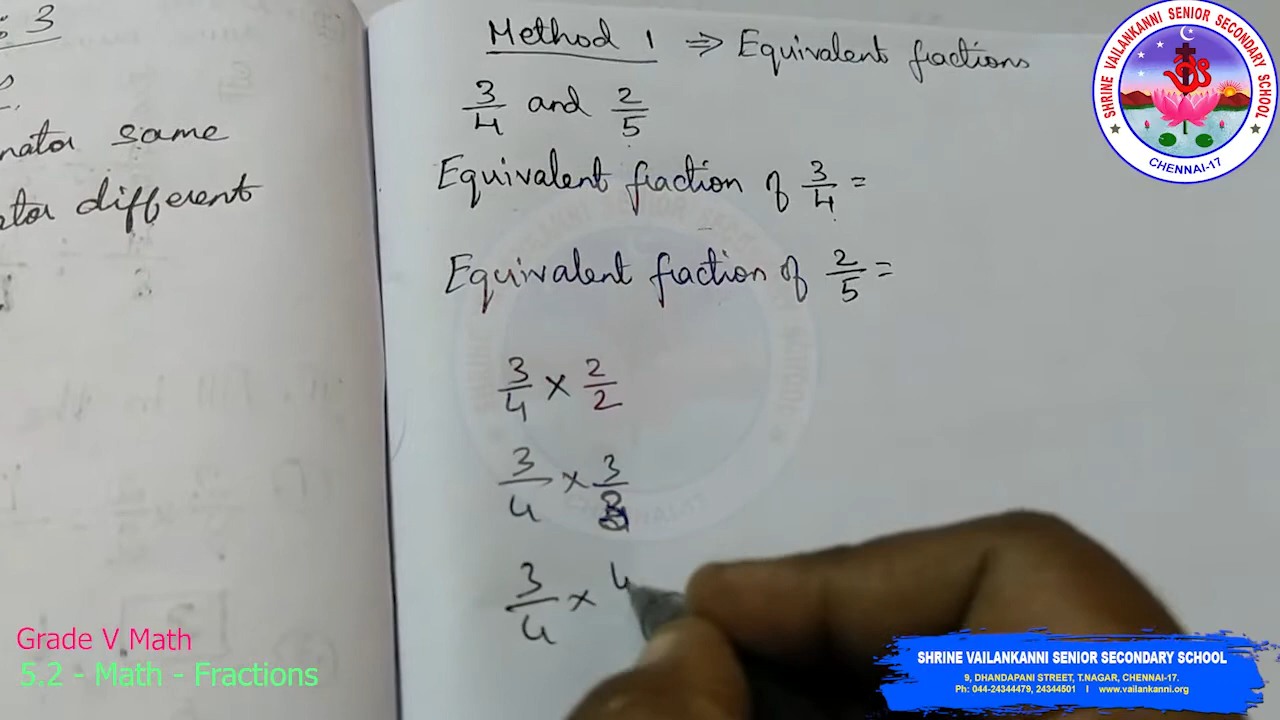 3
nator same
ator different
Method 1 ⇒ Equivalent fractions
3/4 and 2/5
Equivalent fraction of 3/4 =
Equivalent fraction of 2/5 =
3/4 × 2/2
3/4 × 3/3
3/4 × 4
SHRINE VAILANKANNI SENIOR SECONDARY SCHOOL
CHENNAI-17
Grade V Math
5.2 - Math - Fractions
SHRINE VAILANKANNI SENIOR SECONDARY SCHOOL
9, DHANDAPANI STREET, T.NAGAR, CHENNAI-17.
Ph: 044-24344479, 24344501 I www.vailankanni.org